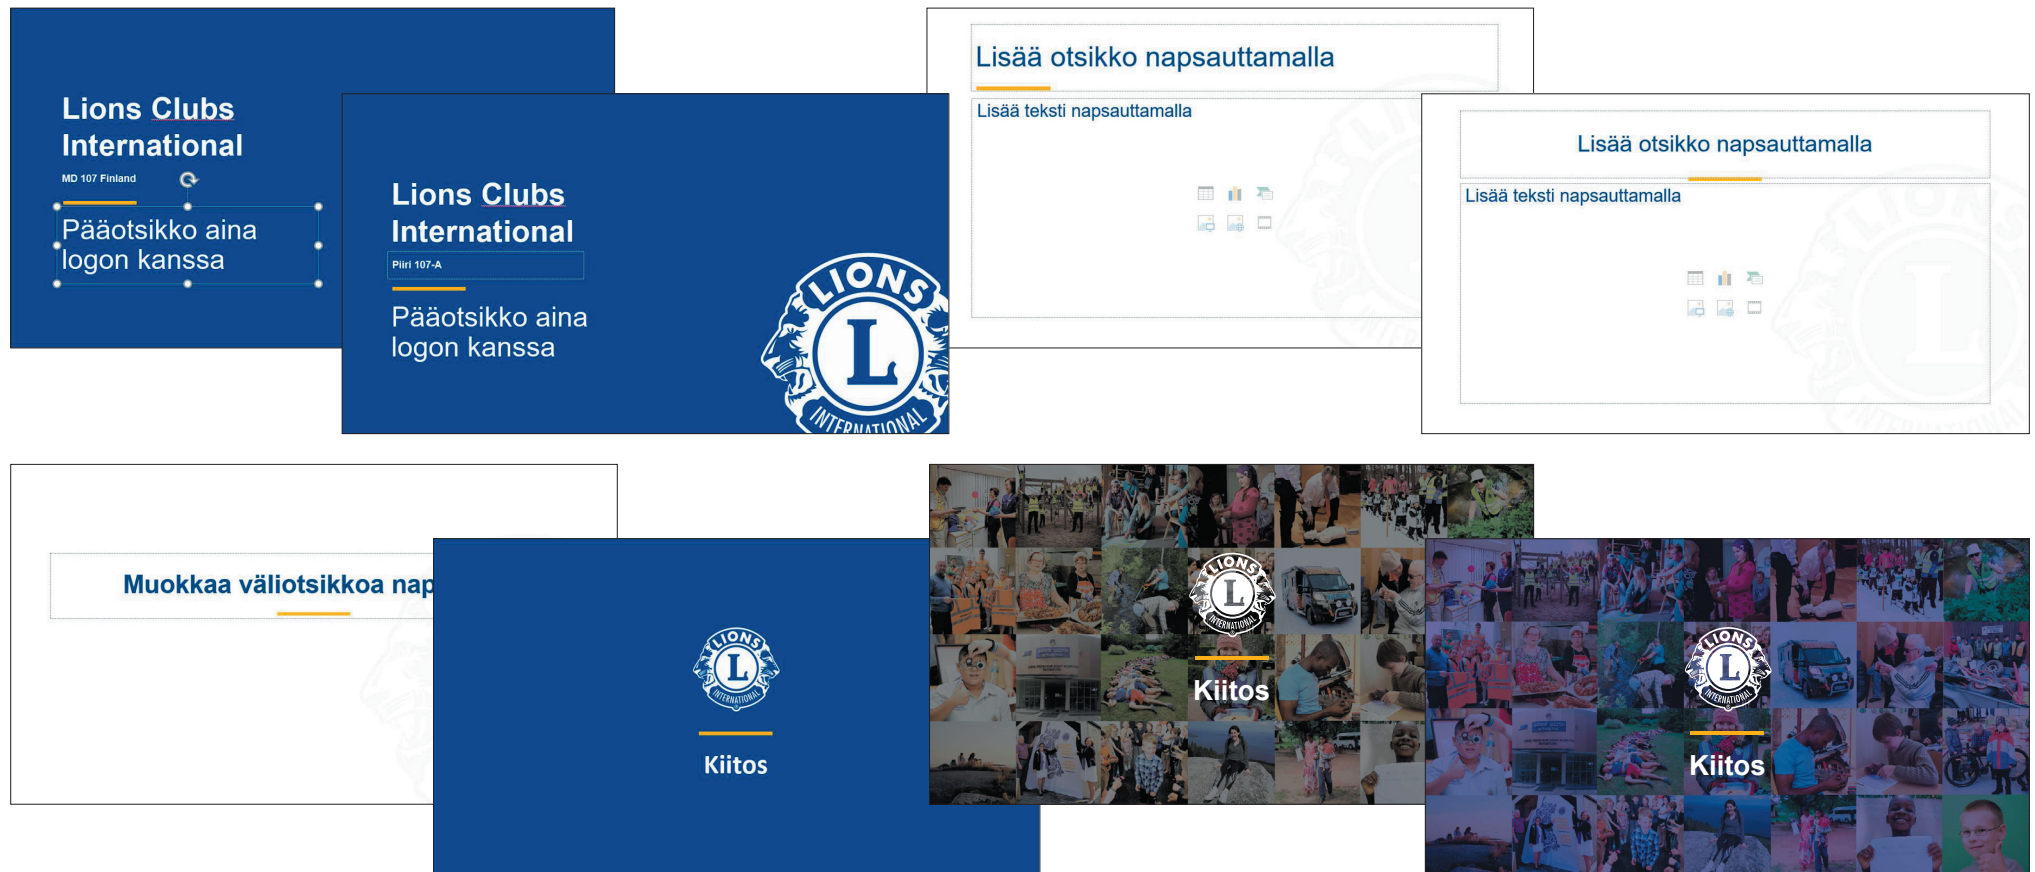 Lions Clubs
International
MD 107 Finland
Pääotsikko aina
logon kanssa
Lions Clubs
International
Piiri 107-A
Pääotsikko aina
logon kanssa
LIONS
L
INTERNATIONAL
Lisää otsikko napsauttamalla
Lisää teksti napsauttamalla
Lisää otsikko napsauttamalla
Lisää teksti napsauttamalla
LIONS
L
INTERNATIONAL
Muokkaa väliotsikkoa nap
LIONS
L
INTERNATIONAL
Kiitos
LIONS
L
INTERNATIONAL
Kiitos
LIONS
L
INTERNATIONAL
Kiitos